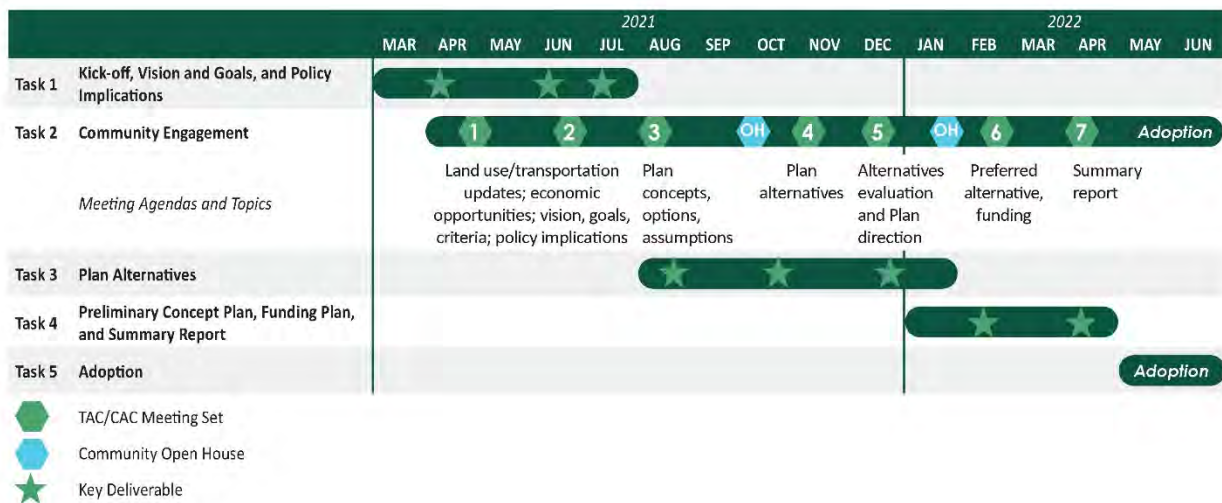 2021 2022
MAR APR MAY JUN JUL AUG SEP OCT NOV DEC JAN FEB MAR APR MAY JUN
Task 1 Kick-off, Vision and Goals, and Policy
Implications
Task 2 Community Engagement 1 2 3 OH 4 5 OH 6 7 Adoption
Meeting Agendas and Topics
Land use/transportation
updates; economic
opportunities; vision, goals,
criteria; policy implications
Plan
concepts,
options,
assumptions
Plan
alternatives
Alternatives
evaluation
and Plan
direction
Preferred
alternative,
funding
Summary
report
Task 3 Plan Alternatives
Task 4 Preliminary Concept Plan, Funding Plan,
and Summary Report
Task 5 Adoption Adoption
TAC/CAC Meeting Set
Community Open House
Key Deliverable